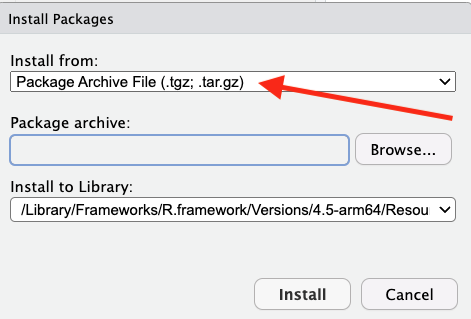 Install Packages
Install from:
Package Archive File (.tgz; .tar.gz)
Package archive:
Browse...
Install to Library:
/Library/Frameworks/R.framework/Versions/4.5-arm64/Resou
Install
Cancel